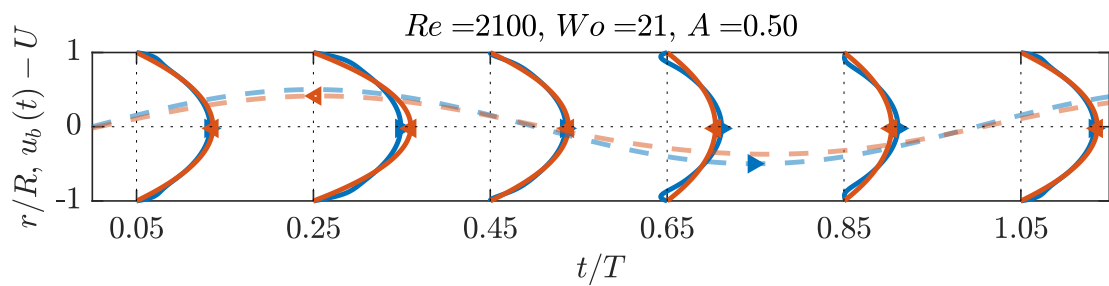 Re =2100, Wo =21, A =0.50
r/R, u_b (t) − U
1
0
-1
0.05 0.25 0.45 0.65 0.85 1.05
t/T